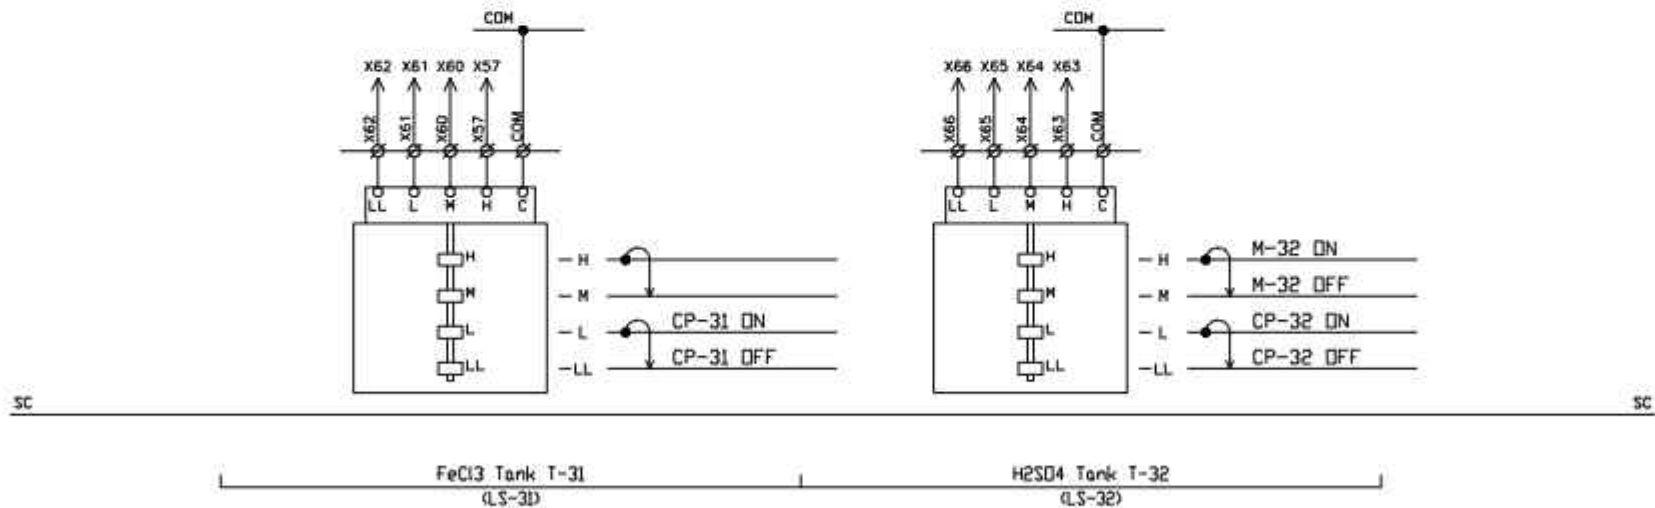 COM COM
X62 X61 X60 X57 X66 X65 X64 X63
X62 X61 X60 X57 COM X66 X65 X64 X63 COM
LL L M H C LL L M H C
H - H H - H M-32 ON
M - M M - M M-32 OFF
L - L CP-31 ON L - L CP-32 ON
LL - LL CP-31 OFF LL - LL CP-32 OFF
SC SC
FeCl3 Tank T-31 H2SO4 Tank T-32
(LS-31) (LS-32)